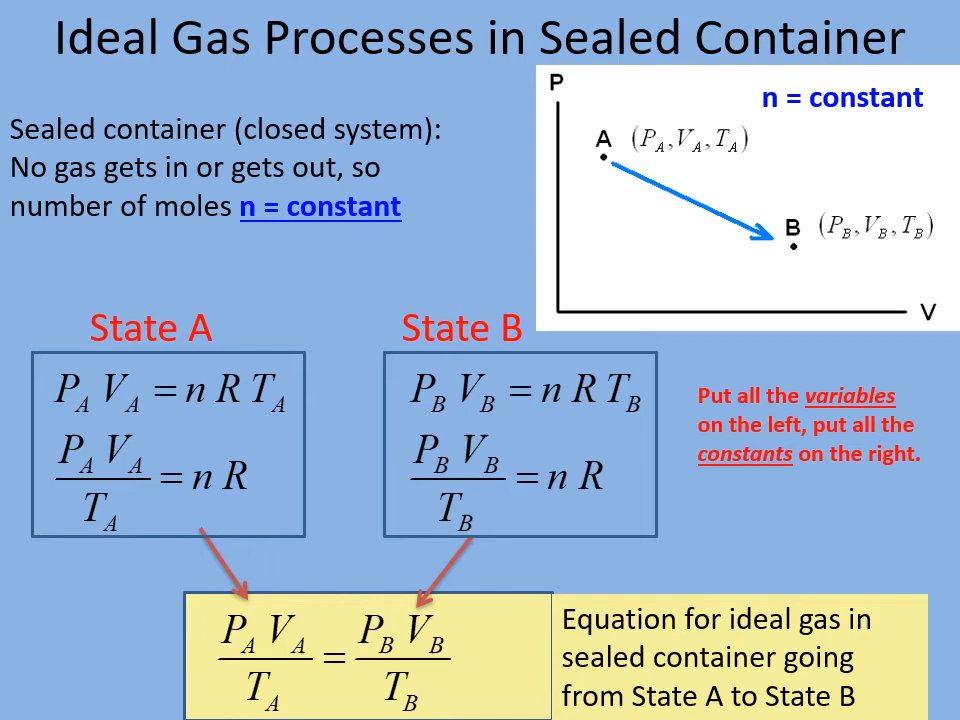 Ideal Gas Processes in Sealed Container
Sealed container (closed system):
No gas gets in or gets out, so
number of moles n = constant
P
n = constant
A (P_A, V_A, T_A)
B (P_B, V_B, T_B)
V
State A
P_A V_A = n R T_A
P_A V_A / T_A = n R
State B
P_B V_B = n R T_B
P_B V_B / T_B = n R
Put all the variables
on the left, put all the
constants on the right.
P_A V_A / T_A = P_B V_B / T_B
Equation for ideal gas in
sealed container going
from State A to State B